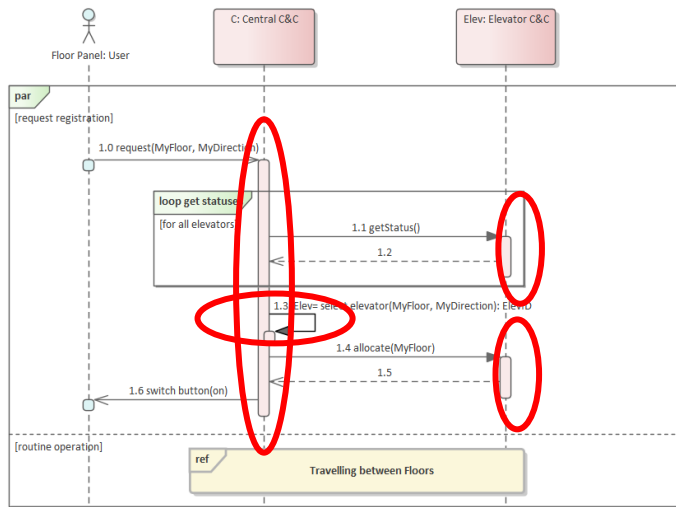 C: Central C&C
Elev: Elevator C&C
Floor Panel: User
par
[request registration]
1.0 request(MyFloor, MyDirection)
loop get statuse
[for all elevators]
1.1 getStatus()
1.2
1.3 Elev= select elevator(MyFloor, MyDirection): ElevID
1.4 allocate(MyFloor)
1.5
1.6 switch button(on)
[routine operation]
ref
Travelling between Floors